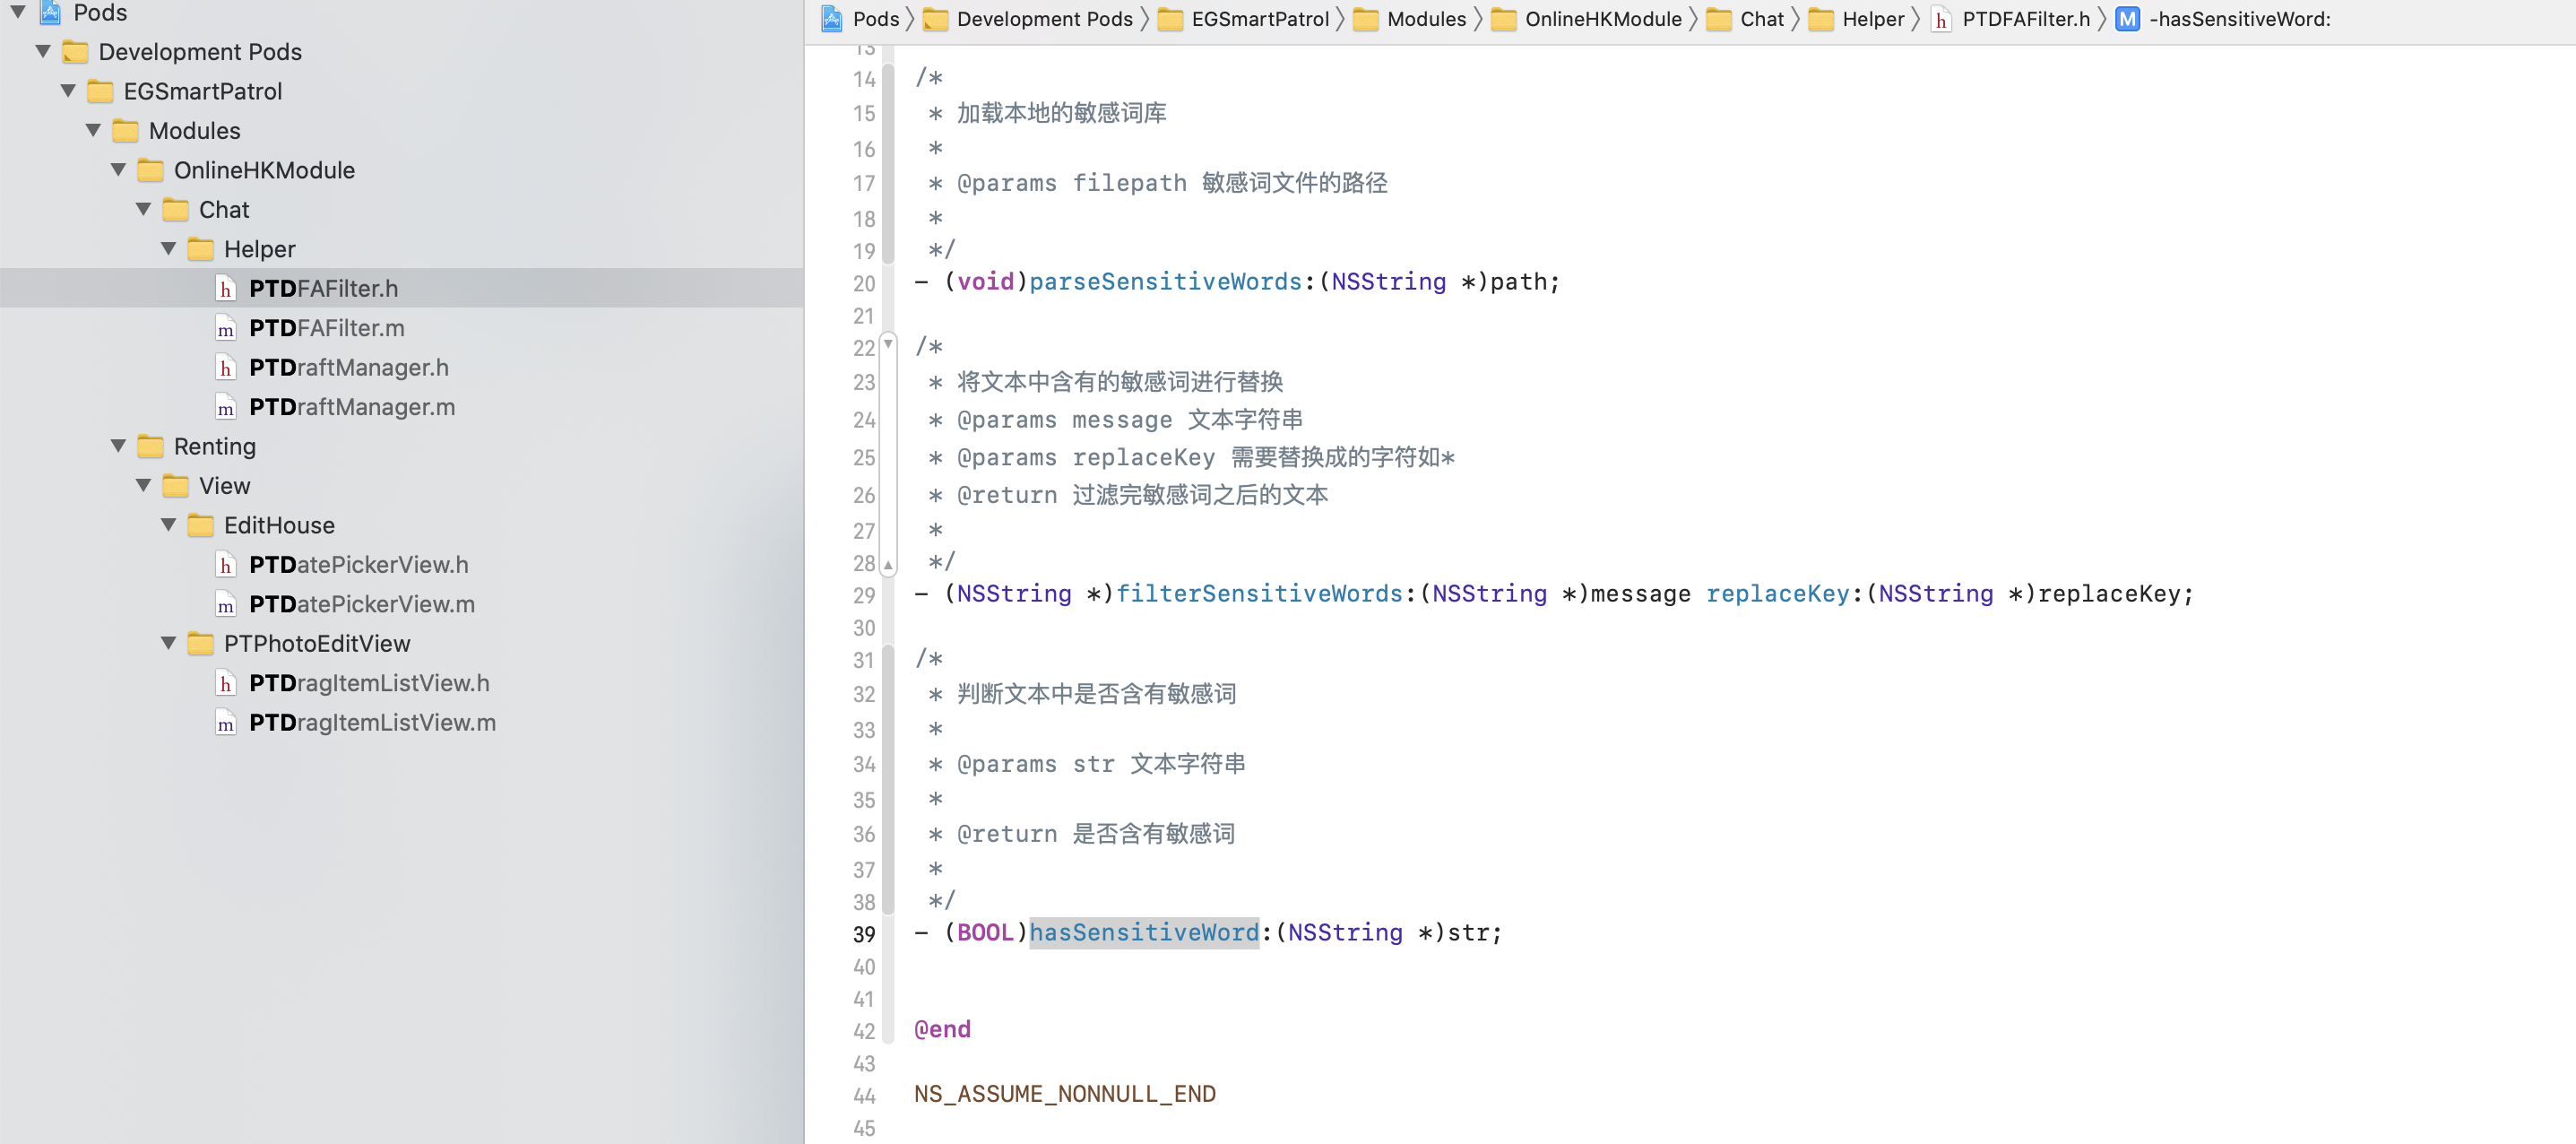 Pods
Development Pods
EGSmartPatrol
Modules
OnlineHKModule
Chat
Helper
PTDFAFilter.h
PTDFAFilter.m
PTDraftManager.h
PTDraftManager.m
Renting
View
EditHouse
PTDatePickerView.h
PTDatePickerView.m
PTPhotoEditView
PTDragItemListView.h
PTDragItemListView.m
Pods Development Pods EGSmartPatrol Modules OnlineHKModule Chat Helper h PTDFAFilter.h M -hasSensitiveWord:
13
14 /*
15 * 加载本地的敏感词库
16 *
17 * @params filepath 敏感词文件的路径
18 *
19 */
20 - (void)parseSensitiveWords:(NSString *)path;
21
22 /*
23 * 将文本中含有的敏感词进行替换
24 * @params message 文本字符串
25 * @params replaceKey 需要替换成的字符如*
26 * @return 过滤完敏感词之后的文本
27 *
28 */
29 - (NSString *)filterSensitiveWords:(NSString *)message replaceKey:(NSString *)replaceKey;
30
31 /*
32 * 判断文本中是否含有敏感词
33 *
34 * @params str 文本字符串
35 *
36 * @return 是否含有敏感词
37 *
38 */
39 - (BOOL)hasSensitiveWord:(NSString *)str;
40
41
42 @end
43
44 NS_ASSUME_NONNULL_END
45